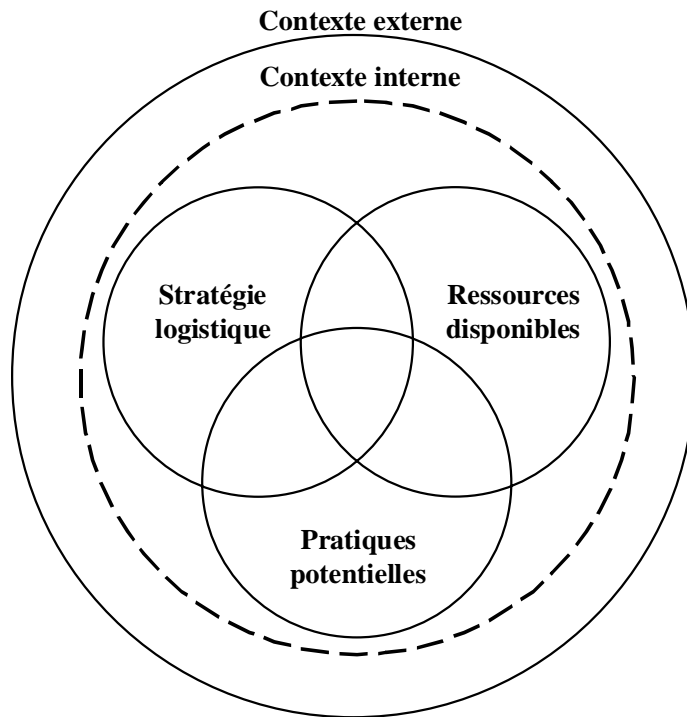 Contexte externe
Contexte interne
Stratégie
logistique
Ressources
disponibles
Pratiques
potentielles